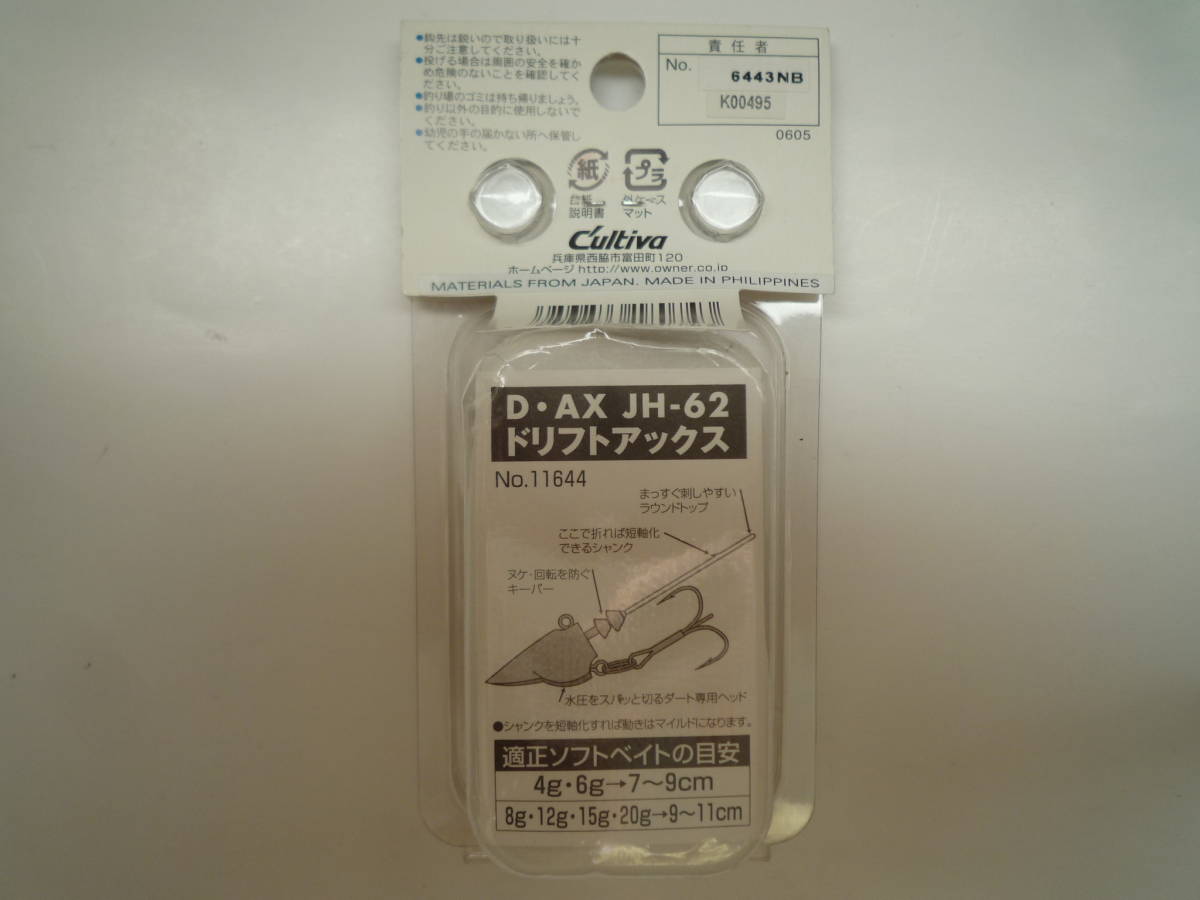 ●鈎先は鋭いので取り扱いには十
分ご注意してください。
●投げる場合は周囲の安全を確か
め危険のないことを確認してく
ださい。
●釣り場のゴミは持ち帰りましょう。
●釣り以外の目的に使用しないで
ください。
●幼児の手の届かない所へ保管し
てください。
責任者
No.
6443NB
K00495
0605
紙
プラ
台紙
説明書
外ケース
マット
C'ultiva
兵庫県西脇市富田町120
ホームページ http://www.owner.co.jp
MATERIALS FROM JAPAN. MADE IN PHILIPPINES
D・AX JH-62
ドリフトアックス
No.11644
まっすぐ刺しやすい
ラウンドトップ
ここで折れば短軸化
できるシャンク
ヌケ・回転を防ぐ
キーパー
水圧をスパッと切るダート専用ヘッド
●シャンクを短軸化すれば動きはマイルドになります。
適正ソフトベイトの目安
4g・6g→7〜9cm
8g・12g・15g・20g→9〜11cm